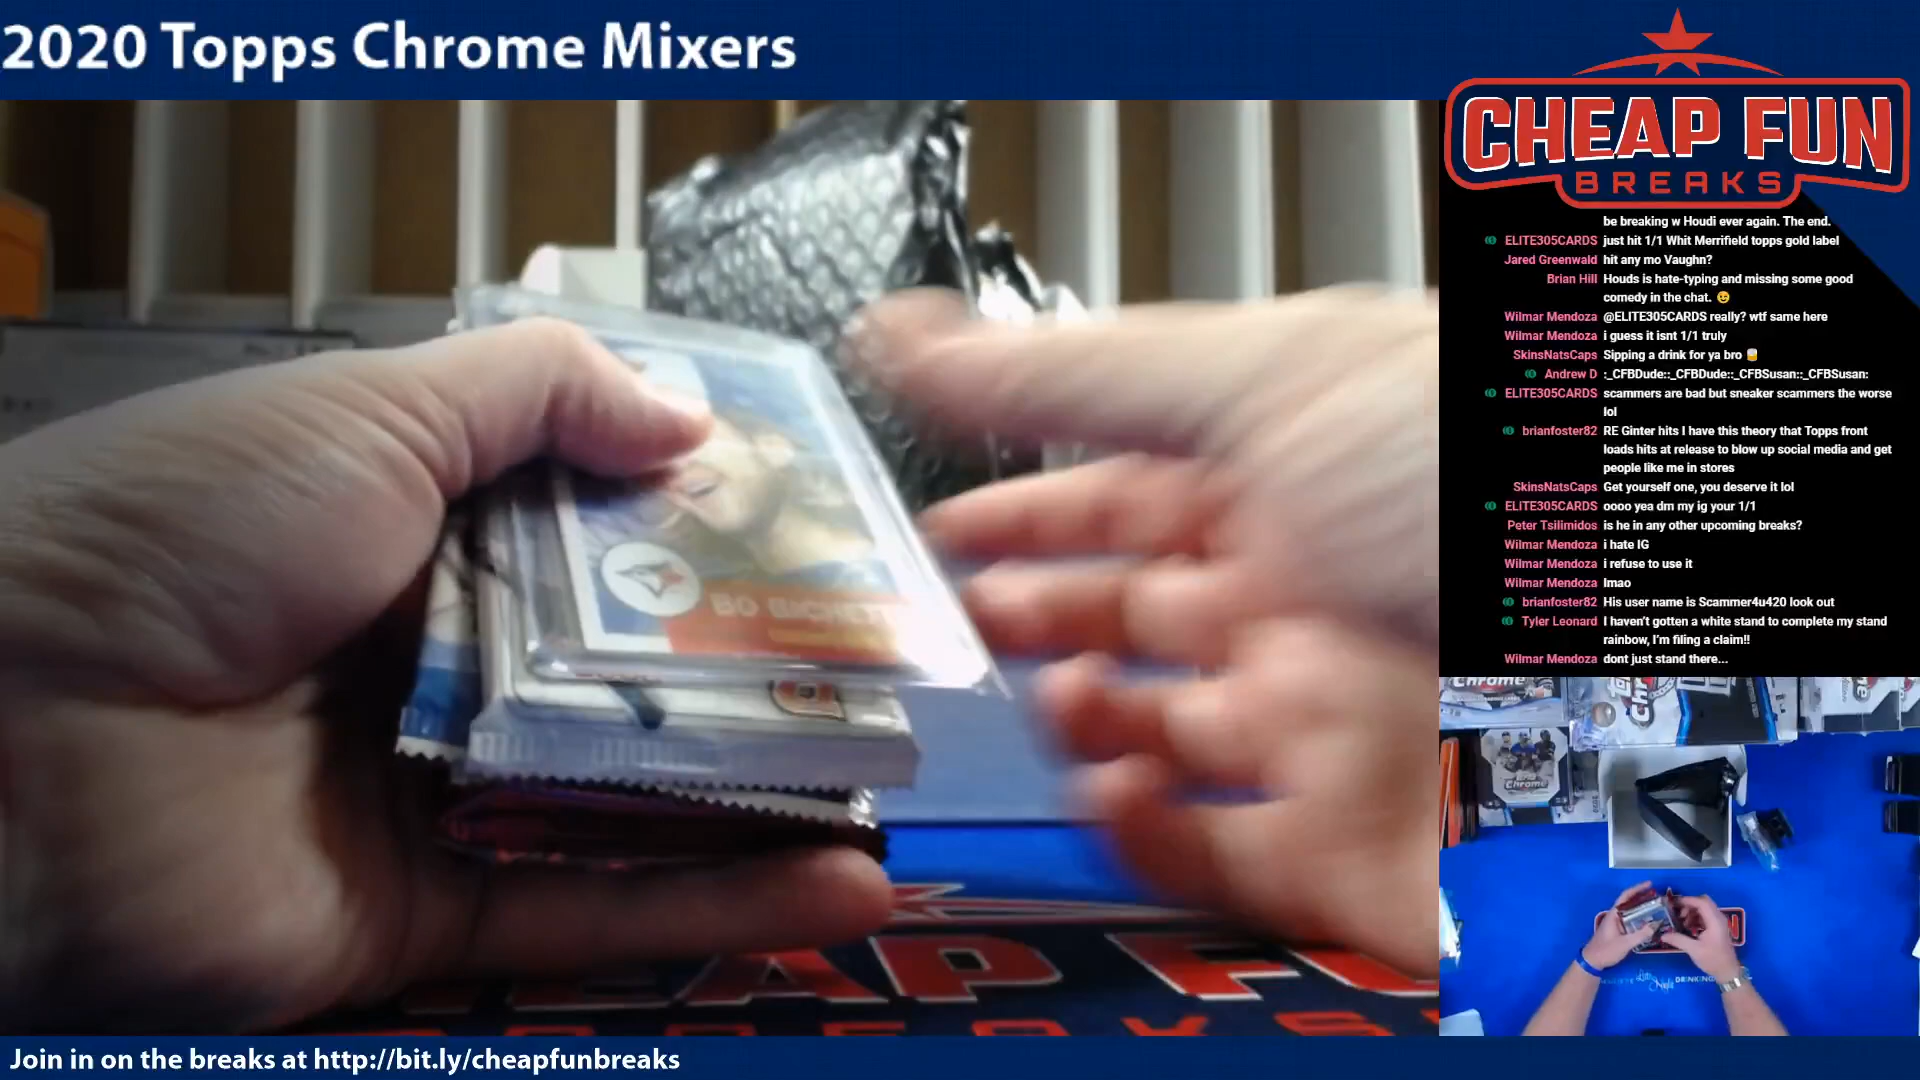 2020 Topps Chrome Mixers
CHEAP FUN
BREAKS
be breaking w Houdi ever again. The end.
ELITE305CARDS just hit 1/1 Whit Merrifield topps gold label
Jared Greenwald hit any mo Vaughn?
Brian Hill Houds is hate-typing and missing some good
comedy in the chat. 😉
Wilmar Mendoza @ELITE305CARDS really? wtf same here
Wilmar Mendoza i guess it isnt 1/1 truly
SkinsNatsCaps Sipping a drink for ya bro 🥃
Andrew D :_CFBDude::_CFBDude::_CFBSusan::_CFBSusan:
ELITE305CARDS scammers are bad but sneaker scammers the worse
lol
brianfoster82 RE Ginter hits I have this theory that Topps front
loads hits at release to blow up social media and get
people like me in stores
SkinsNatsCaps Get yourself one, you deserve it lol
ELITE305CARDS oooo yea dm my ig your 1/1
Peter Tsilimidos is he in any other upcoming breaks?
Wilmar Mendoza i hate IG
Wilmar Mendoza i refuse to use it
Wilmar Mendoza lmao
brianfoster82 His user name is Scammer4u420 look out
Tyler Leonard I haven't gotten a white stand to complete my stand
rainbow, I'm filing a claim!!
Wilmar Mendoza dont just stand there...
BO
Chrome
Chrome
FUN
DRINKING
Join in on the breaks at http://bit.ly/cheapfunbreaks